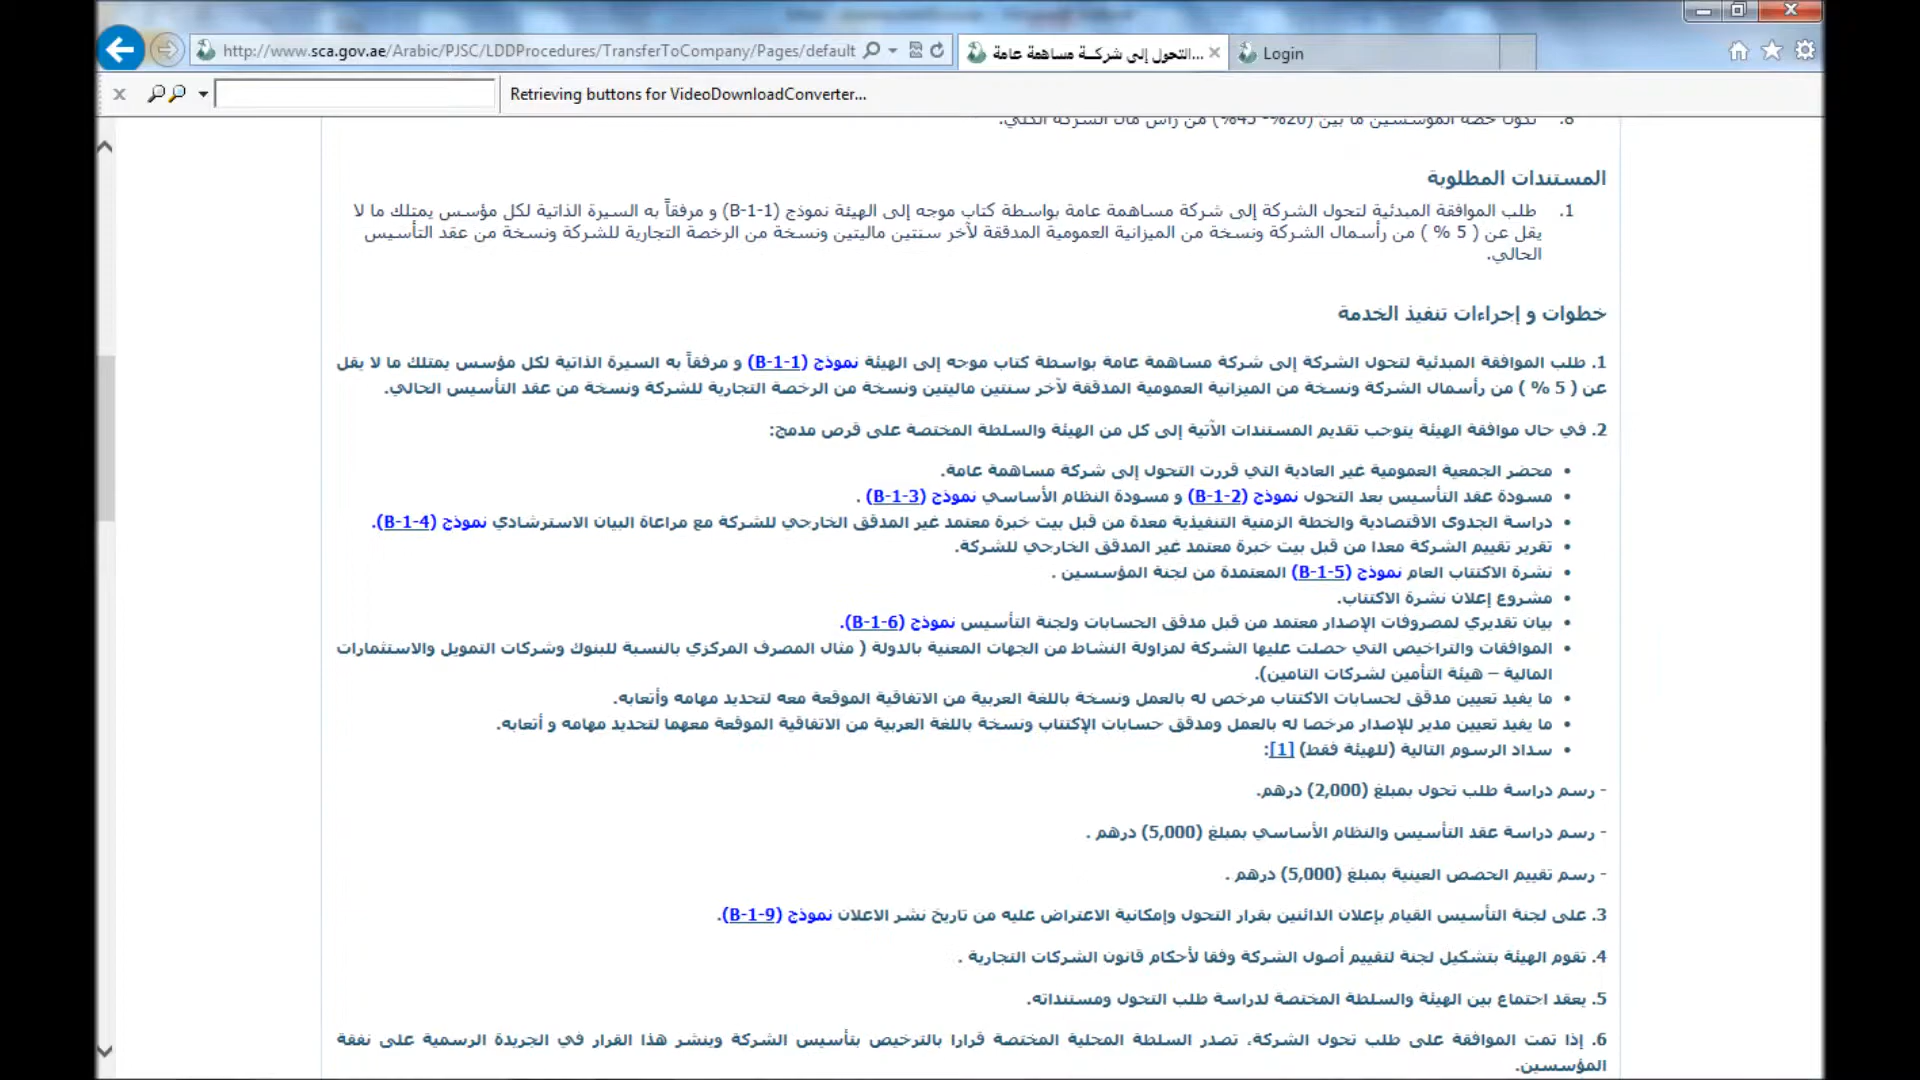 http://www.sca.gov.ae/Arabic/PJSC/LDDProcedures/TransferToCompany/Pages/default
التحول إلى شركـة مساهمة عامة...
Login
Retrieving buttons for VideoDownloadConverter...
8. تكون حصة المؤسسين ما بين (20%- 45%) من رأس مال الشركة الكلي.
المستندات المطلوبة
1. طلب الموافقة المبدئية لتحول الشركة إلى شركة مساهمة عامة بواسطة كتاب موجه إلى الهيئة نموذج (B-1-1) و مرفقاً به السيرة الذاتية لكل مؤسس يمتلك ما لا
يقل عن ( 5 % ) من رأسمال الشركة ونسخة من الميزانية العمومية المدققة لآخر سنتين ماليتين ونسخة من الرخصة التجارية للشركة ونسخة من عقد التأسيس
الحالي.
خطوات و إجراءات تنفيذ الخدمة
1. طلب الموافقة المبدئية لتحول الشركة إلى شركة مساهمة عامة بواسطة كتاب موجه إلى الهيئة نموذج (B-1-1) و مرفقاً به السيرة الذاتية لكل مؤسس يمتلك ما لا يقل
عن ( 5 % ) من رأسمال الشركة ونسخة من الميزانية العمومية المدققة لآخر سنتين ماليتين ونسخة من الرخصة التجارية للشركة ونسخة من عقد التأسيس الحالي.
2. في حال موافقة الهيئة يتوجب تقديم المستندات الآتية إلى كل من الهيئة والسلطة المختصة على قرص مدمج:
• محضر الجمعية العمومية غير العادية التي قررت التحول إلى شركة مساهمة عامة.
• مسودة عقد التأسيس بعد التحول نموذج (B-1-2) و مسودة النظام الأساسي نموذج (B-1-3) .
• دراسة الجدوى الاقتصادية والخطة الزمنية التنفيذية معدة من قبل بيت خبرة معتمد غير المدقق الخارجي للشركة مع مراعاة البيان الاسترشادي نموذج (B-1-4).
• تقرير تقييم الشركة معدا من قبل بيت خبرة معتمد غير المدقق الخارجي للشركة.
• نشرة الاكتتاب العام نموذج (B-1-5) المعتمدة من لجنة المؤسسين .
• مشروع إعلان نشرة الاكتتاب.
• بيان تقديري لمصروفات الإصدار معتمد من قبل مدقق الحسابات ولجنة التأسيس نموذج (B-1-6).
• الموافقات والتراخيص التي حصلت عليها الشركة لمزاولة النشاط من الجهات المعنية بالدولة ( مثال المصرف المركزي بالنسبة للبنوك وشركات التمويل والاستثمارات
المالية – هيئة التأمين لشركات التامين).
• ما يفيد تعيين مدقق لحسابات الاكتتاب مرخص له بالعمل ونسخة باللغة العربية من الاتفاقية الموقعة معه لتحديد مهامه وأتعابه.
• ما يفيد تعيين مدير للإصدار مرخصا له بالعمل ومدقق حسابات الإكتتاب ونسخة باللغة العربية من الاتفاقية الموقعة معهما لتحديد مهامه و أتعابه.
• سداد الرسوم التالية (للهيئة فقط) [1]:
- رسم دراسة طلب تحول بمبلغ (2,000) درهم.
- رسم دراسة عقد التأسيس والنظام الأساسي بمبلغ (5,000) درهم .
- رسم تقييم الحصص العينية بمبلغ (5,000) درهم .
3. على لجنة التأسيس القيام بإعلان الدائنين بقرار التحول وإمكانية الاعتراض عليه من تاريخ نشر الاعلان نموذج (B-1-9).
4. تقوم الهيئة بتشكيل لجنة لتقييم أصول الشركة وفقا لأحكام قانون الشركات التجارية .
5. يعقد اجتماع بين الهيئة والسلطة المختصة لدراسة طلب التحول ومستنداته.
6. إذا تمت الموافقة على طلب تحول الشركة، تصدر السلطة المحلية المختصة قرارا بالترخيص بتأسيس الشركة وينشر هذا القرار في الجريدة الرسمية على نفقة
المؤسسين.